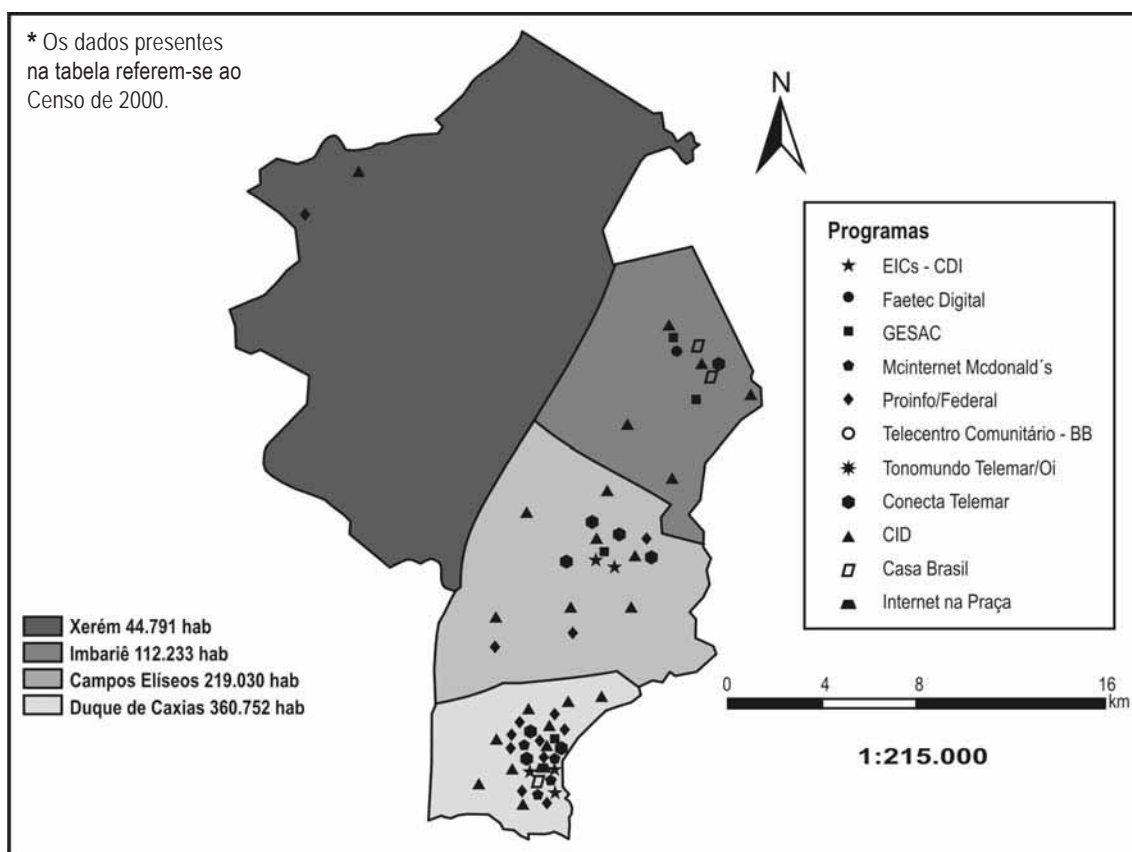 * Os dados presentes
na tabela referem-se ao
Censo de 2000.
N
Programas
EICs - CDI
Faetec Digital
GESAC
Mcinternet Mcdonald´s
Proinfo/Federal
Telecentro Comunitário - BB
Tonomundo Telemar/Oi
Conecta Telemar
CID
Casa Brasil
Internet na Praça
Xerém 44.791 hab
Imbariê 112.233 hab
Campos Elíseos 219.030 hab
Duque de Caxias 360.752 hab
0 4 8 16
km
1:215.000